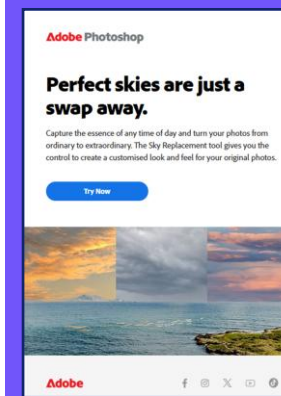 Adobe Photoshop
Perfect skies are just a
swap away.
Capture the essence of any time of day and turn your photos from
ordinary to extraordinary. The Sky Replacement tool gives you the
control to create a customised look and feel for your original photos.
Try Now
Adobe